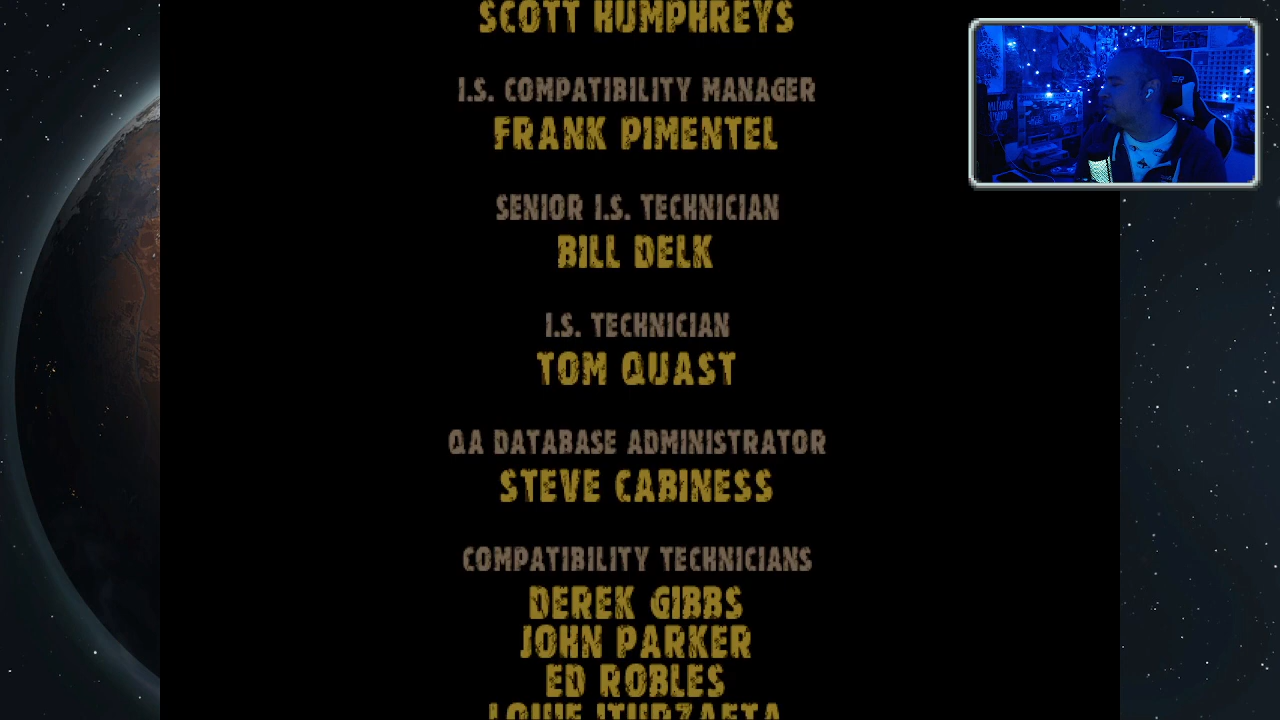 SCOTT HUMPHREYS
I.S. COMPATIBILITY MANAGER
FRANK PIMENTEL
SENIOR I.S. TECHNICIAN
BILL DELK
I.S. TECHNICIAN
TOM QUAST
QA DATABASE ADMINISTRATOR
STEVE CABINESS
COMPATIBILITY TECHNICIANS
DEREK GIBBS
JOHN PARKER
ED ROBLES